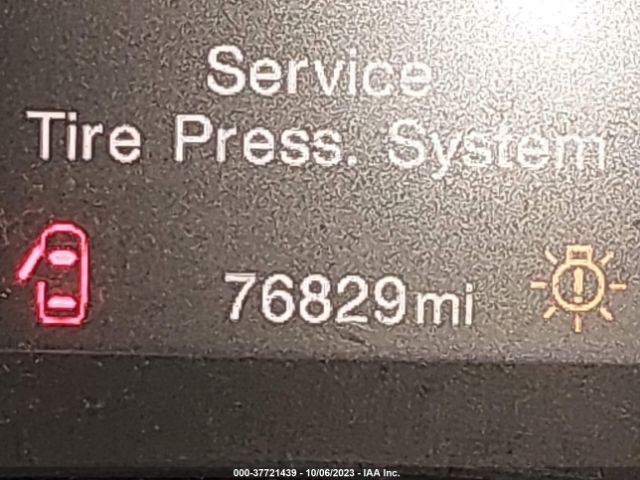 Service
Tire Press. System
76829mi
000-37721439 - 10/06/2023 - IAA Inc.